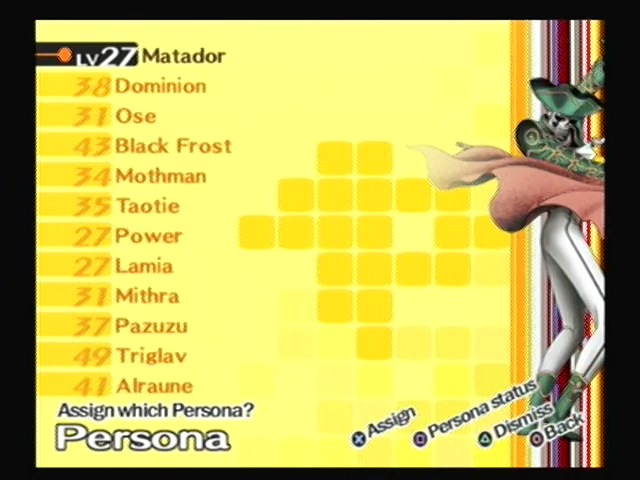 LV27 Matador
38 Dominion
31 Ose
43 Black Frost
34 Mothman
35 Taotie
27 Power
27 Lamia
31 Mithra
37 Pazuzu
49 Triglav
41 Alraune
Assign which Persona?
Persona
Assign
Persona status
Dismiss
Back